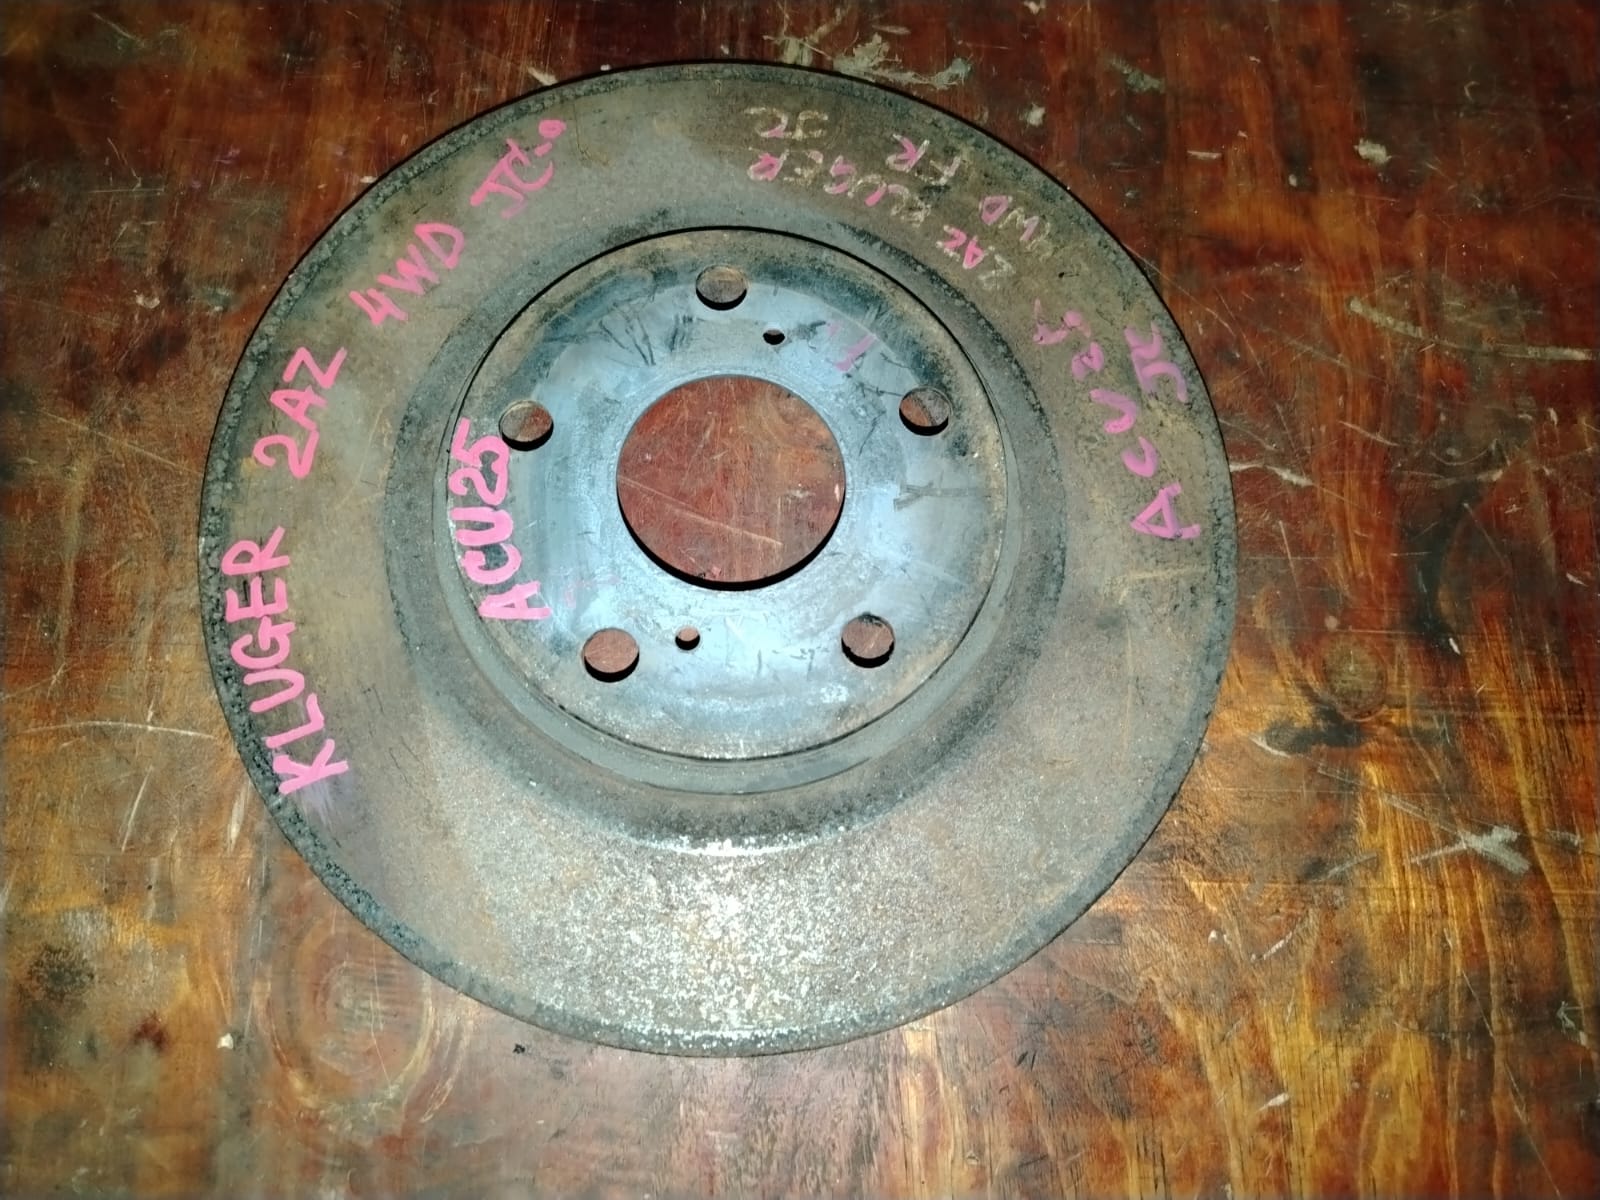 KLUGER 2AZ 4WD JC
ACU25
2AZ KLUGER JC
4WD FR
ACU25
JC